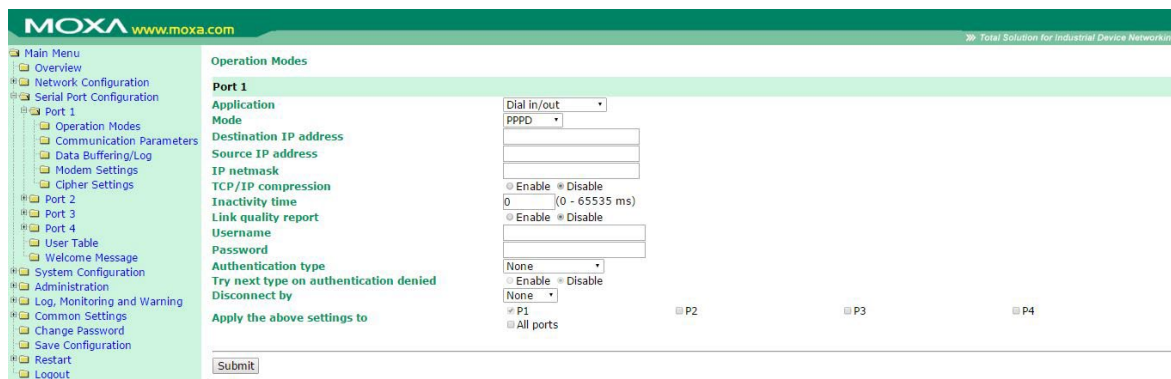 MOXA www.moxa.com
Total Solution for Industrial Device Networkin
Main Menu
Overview
Network Configuration
Serial Port Configuration
Port 1
Operation Modes
Communication Parameters
Data Buffering/Log
Modem Settings
Cipher Settings
Port 2
Port 3
Port 4
User Table
Welcome Message
System Configuration
Administration
Log, Monitoring and Warning
Common Settings
Change Password
Save Configuration
Restart
Logout
Operation Modes
Port 1
Application Dial in/out
Mode PPPD
Destination IP address
Source IP address
IP netmask
TCP/IP compression Enable Disable
Inactivity time 0 (0 - 65535 ms)
Link quality report Enable Disable
Username
Password
Authentication type None
Try next type on authentication denied Enable Disable
Disconnect by None
Apply the above settings to P1 P2 P3 P4
All ports
Submit